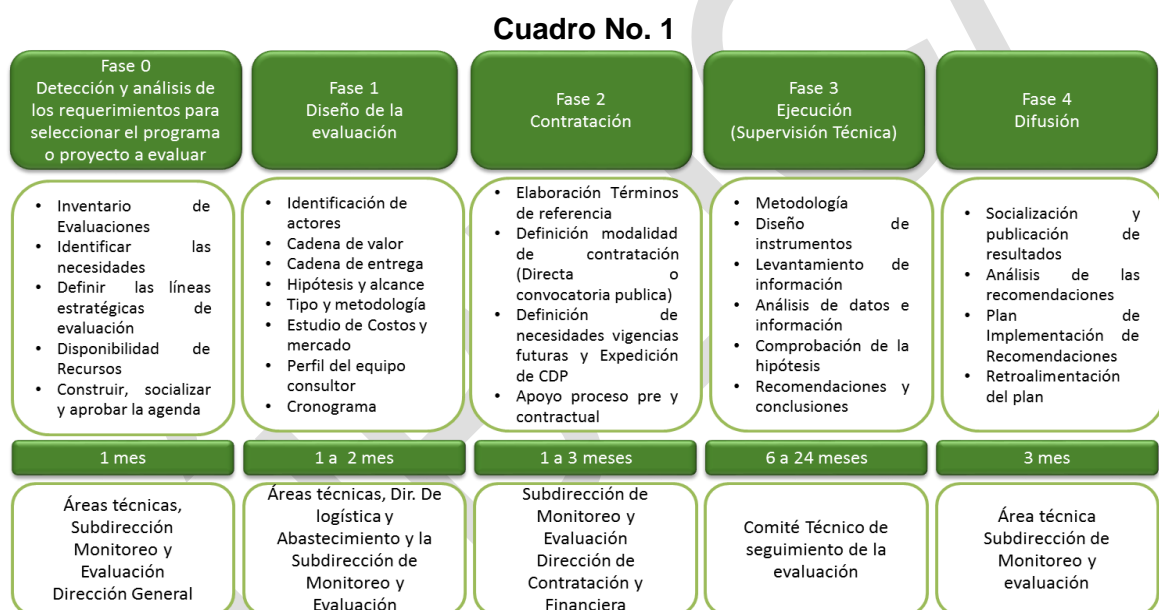 Cuadro No. 1
Fase 0
Detección y análisis de
los requerimientos para
seleccionar el programa
o proyecto a evaluar
Fase 1
Diseño de la
evaluación
Fase 2
Contratación
Fase 3
Ejecución
(Supervisión Técnica)
Fase 4
Difusión
• Inventario de
Evaluaciones
• Identificar las
necesidades
• Definir las líneas
estratégicas de
evaluación
• Disponibilidad de
Recursos
• Construir, socializar
y aprobar la agenda
• Identificación de
actores
• Cadena de valor
• Cadena de entrega
• Hipótesis y alcance
• Tipo y metodología
• Estudio de Costos y
mercado
• Perfil del equipo
consultor
• Cronograma
• Elaboración Términos
de referencia
• Definición modalidad
de contratación
(Directa o
convocatoria publica)
• Definición de
necesidades vigencias
futuras y Expedición
de CDP
• Apoyo proceso pre y
contractual
• Metodología
• Diseño de
instrumentos
• Levantamiento de
información
• Análisis de datos e
información
• Comprobación de la
hipótesis
• Recomendaciones y
conclusiones
• Socialización y
publicación de
resultados
• Análisis de las
recomendaciones
• Plan de
Implementación de
Recomendaciones
• Retroalimentación
del plan
1 mes
1 a 2 mes
1 a 3 meses
6 a 24 meses
3 mes
Áreas técnicas,
Subdirección
Monitoreo y
Evaluación
Dirección General
Áreas técnicas, Dir. De
logística y
Abastecimiento y la
Subdirección de
Monitoreo y
Evaluación
Subdirección de
Monitoreo y
Evaluación
Dirección de
Contratación y
Financiera
Comité Técnico de
seguimiento de la
evaluación
Área técnica
Subdirección de
Monitoreo y
evaluación